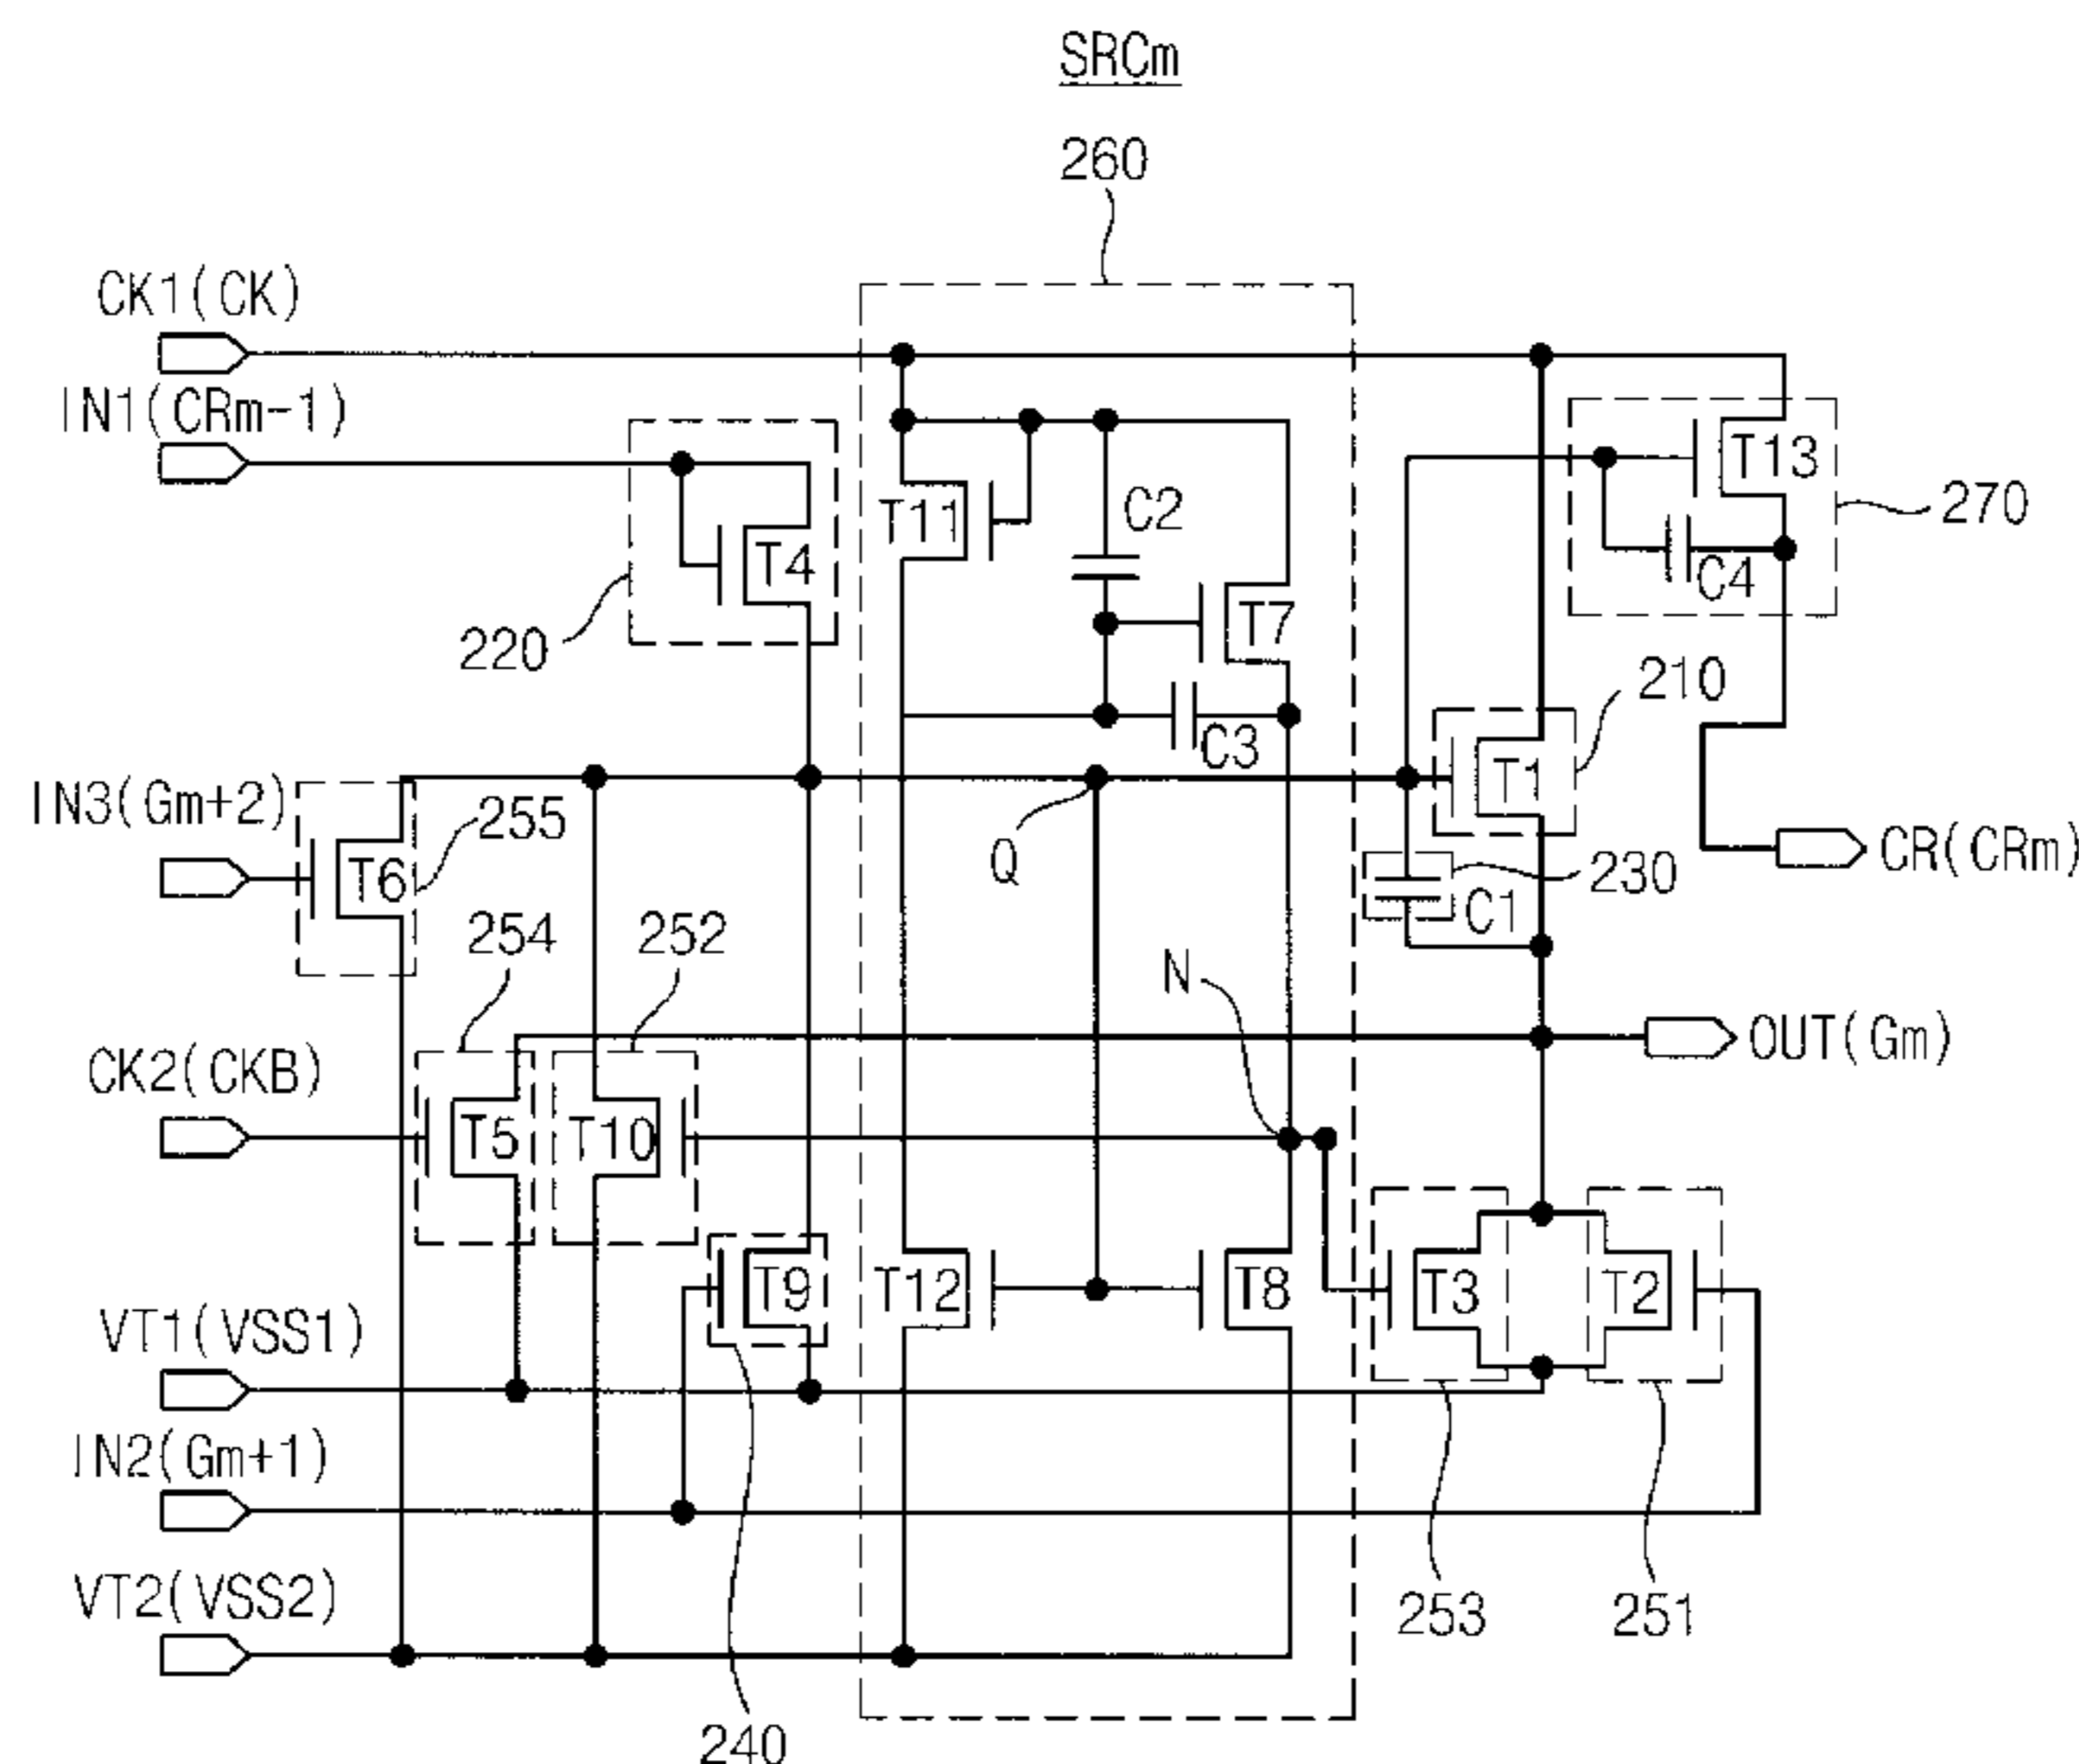 SRCm
260
CK1(CK)
IN1(CRm-1)
T13
270
T11
C2
T4
C4
T7
220
210
C3
T1
IN3(Gm+2)
255
Q
T6
230
CR(CRm)
C1
254
252
N
OUT(Gm)
CK2(CKB)
T5
T10
T9
T12
T8
T3
T2
VT1(VSS1)
IN2(Gm+1)
VT2(VSS2)
253
251
240